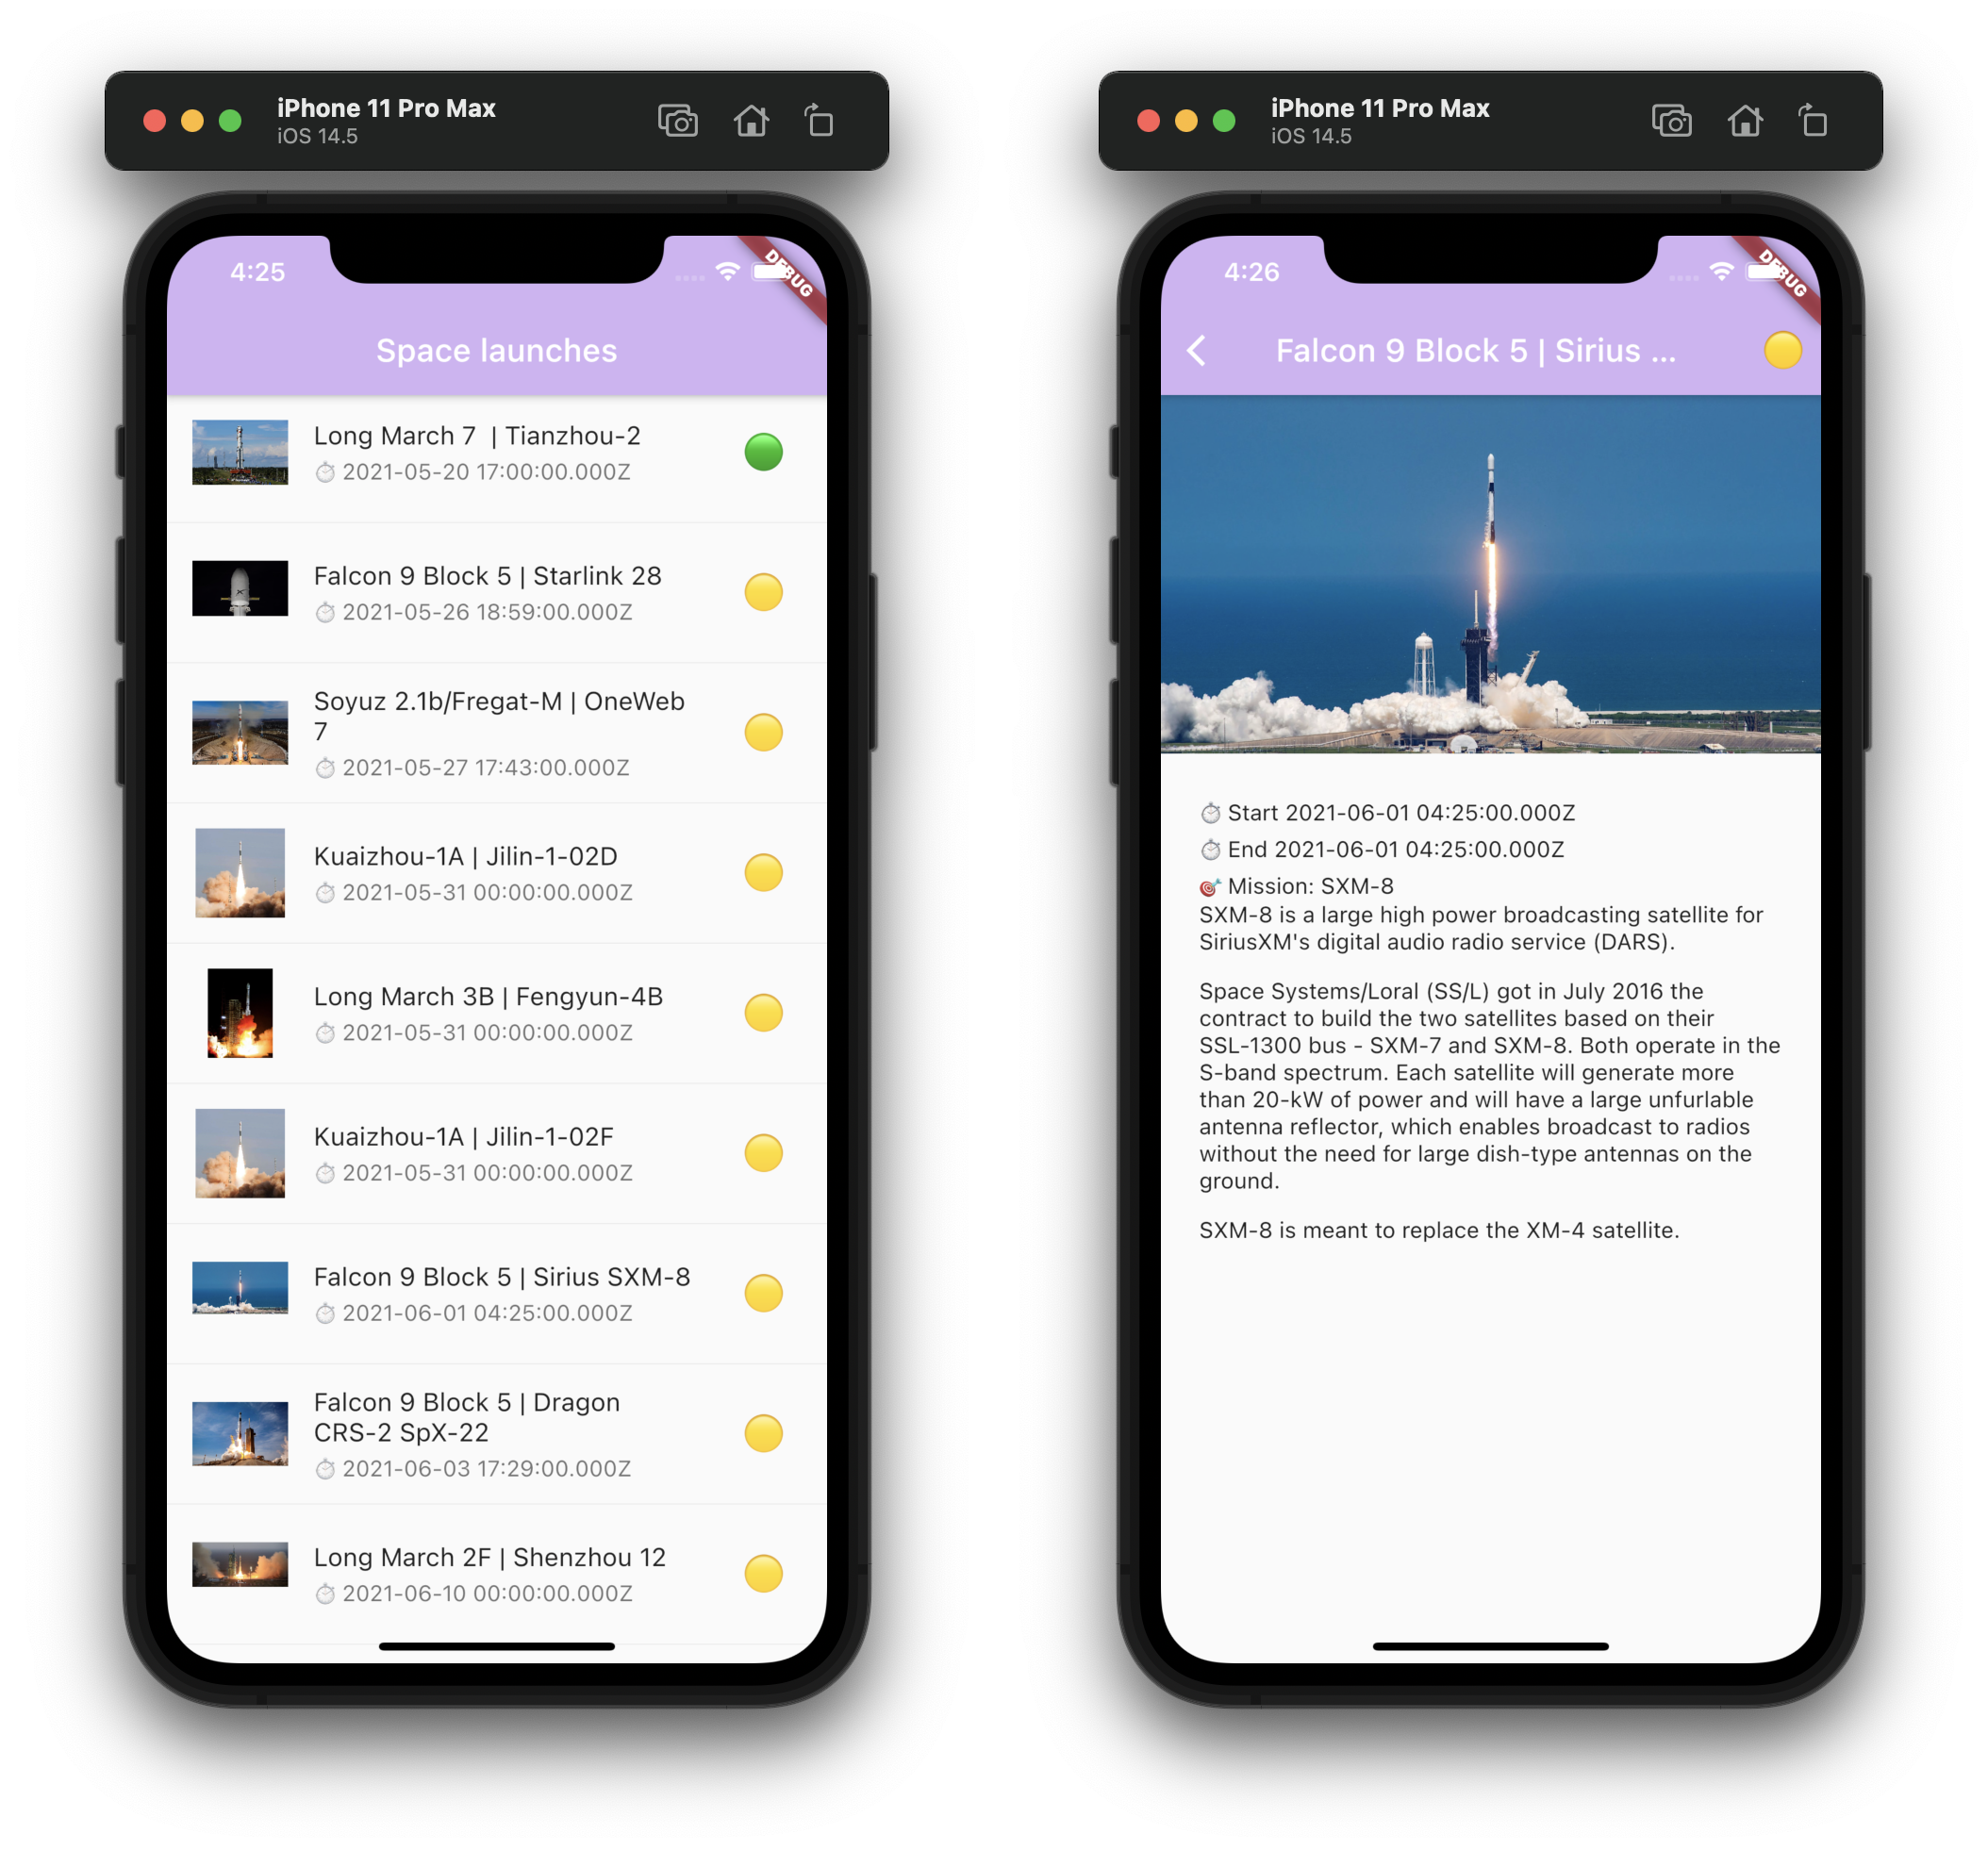 iPhone 11 Pro Max
iOS 14.5
4:25
DEBUG
Space launches
Long March 7  | Tianzhou-2
⏱ 2021-05-20 17:00:00.000Z
Falcon 9 Block 5 | Starlink 28
⏱ 2021-05-26 18:59:00.000Z
Soyuz 2.1b/Fregat-M | OneWeb
7
⏱ 2021-05-27 17:43:00.000Z
Kuaizhou-1A | Jilin-1-02D
⏱ 2021-05-31 00:00:00.000Z
Long March 3B | Fengyun-4B
⏱ 2021-05-31 00:00:00.000Z
Kuaizhou-1A | Jilin-1-02F
⏱ 2021-05-31 00:00:00.000Z
Falcon 9 Block 5 | Sirius SXM-8
⏱ 2021-06-01 04:25:00.000Z
Falcon 9 Block 5 | Dragon
CRS-2 SpX-22
⏱ 2021-06-03 17:29:00.000Z
Long March 2F | Shenzhou 12
⏱ 2021-06-10 00:00:00.000Z
iPhone 11 Pro Max
iOS 14.5
4:26
DEBUG
Falcon 9 Block 5 | Sirius ...
⏱ Start 2021-06-01 04:25:00.000Z
⏱ End 2021-06-01 04:25:00.000Z
🎯 Mission: SXM-8
SXM-8 is a large high power broadcasting satellite for
SiriusXM's digital audio radio service (DARS).
Space Systems/Loral (SS/L) got in July 2016 the
contract to build the two satellites based on their
SSL-1300 bus - SXM-7 and SXM-8. Both operate in the
S-band spectrum. Each satellite will generate more
than 20-kW of power and will have a large unfurlable
antenna reflector, which enables broadcast to radios
without the need for large dish-type antennas on the
ground.
SXM-8 is meant to replace the XM-4 satellite.